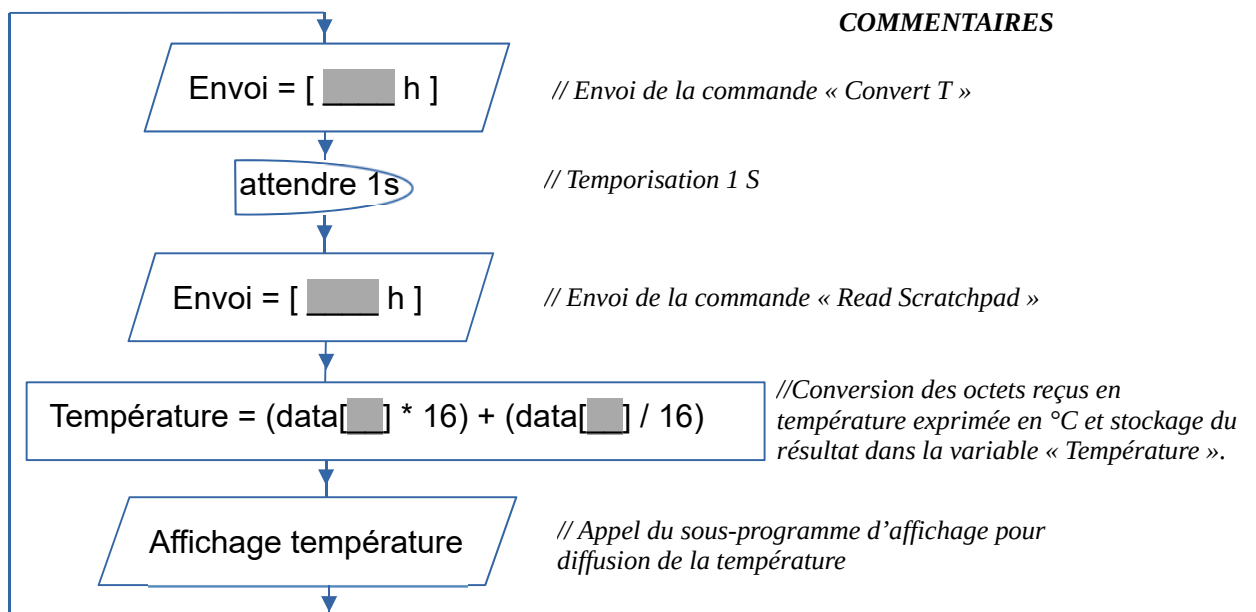 COMMENTAIRES
Envoi = [ ____ h ]
// Envoi de la commande « Convert T »
attendre 1s
// Temporisation 1 S
Envoi = [ ____ h ]
// Envoi de la commande « Read Scratchpad »
Température = (data[__] * 16) + (data[__] / 16)
//Conversion des octets reçus en
température exprimée en °C et stockage du
résultat dans la variable « Température ».
Affichage température
// Appel du sous-programme d’affichage pour
diffusion de la température